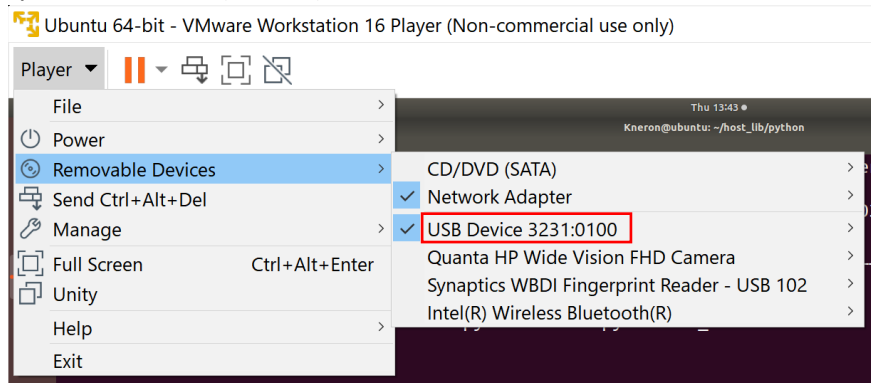 Ubuntu 64-bit - VMware Workstation 16 Player (Non-commercial use only)
Player
File
Thu 13:43
Kneron@ubuntu: ~/host_lib/python
Power
Removable Devices
CD/DVD (SATA)
Send Ctrl+Alt+Del
Network Adapter
Manage
USB Device 3231:0100
Full Screen Ctrl+Alt+Enter
Quanta HP Wide Vision FHD Camera
Unity
Synaptics WBDI Fingerprint Reader - USB 102
Intel(R) Wireless Bluetooth(R)
Help
Exit